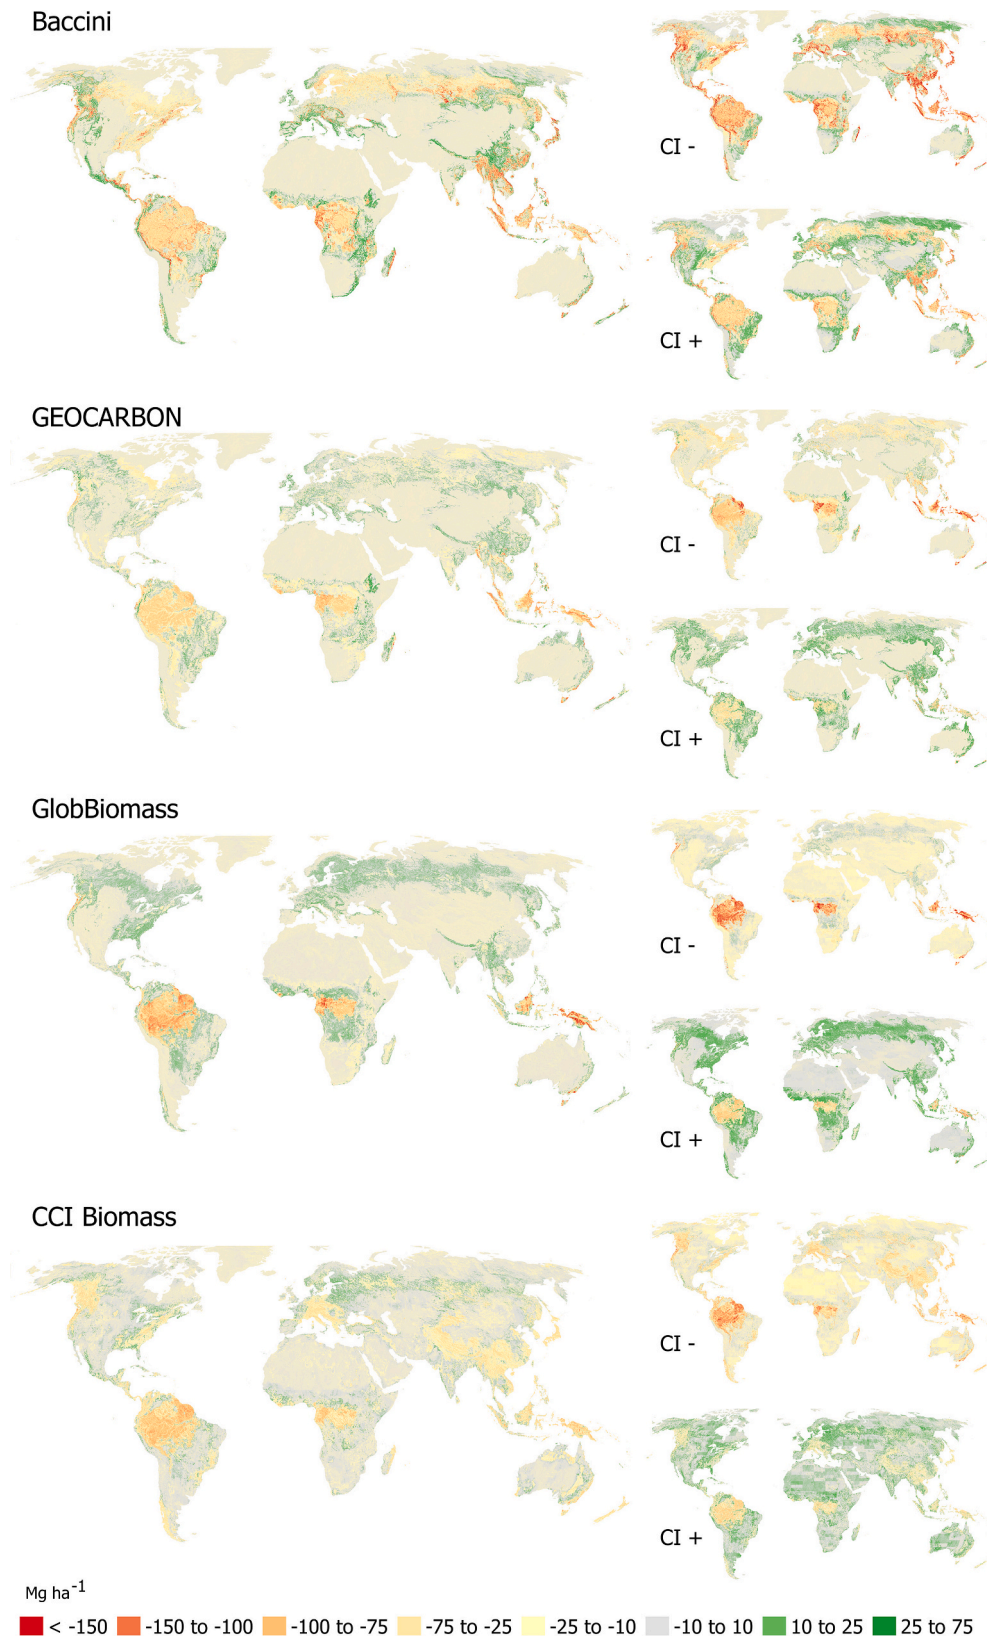 Baccini
CI -
CI +
GEOCARBON
CI -
CI +
GlobBiomass
CI -
CI +
CCI Biomass
CI -
CI +
Mg ha-1
< -150 -150 to -100 -100 to -75 -75 to -25 -25 to -10 -10 to 10 10 to 25 25 to 75